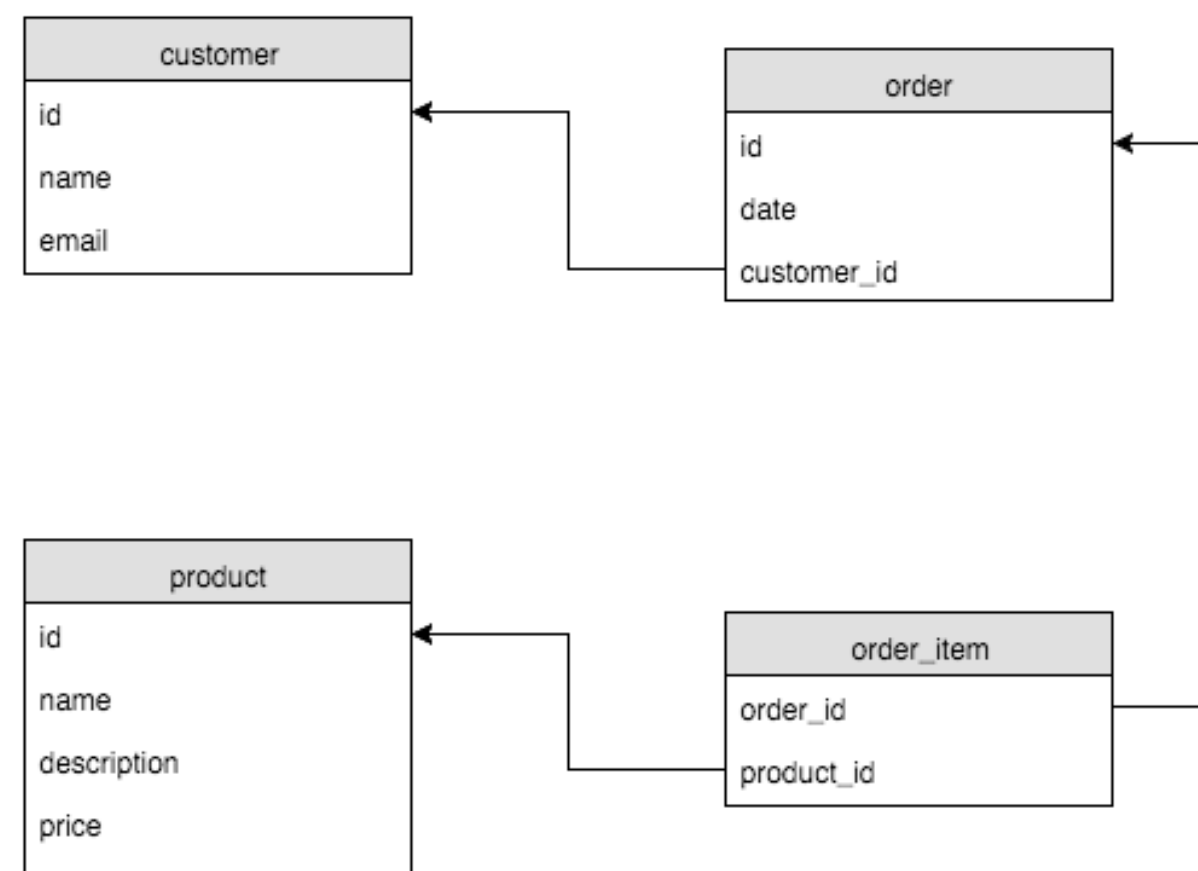 customer
id
name
email
order
id
date
customer_id
product
id
name
description
price
order_item
order_id
product_id